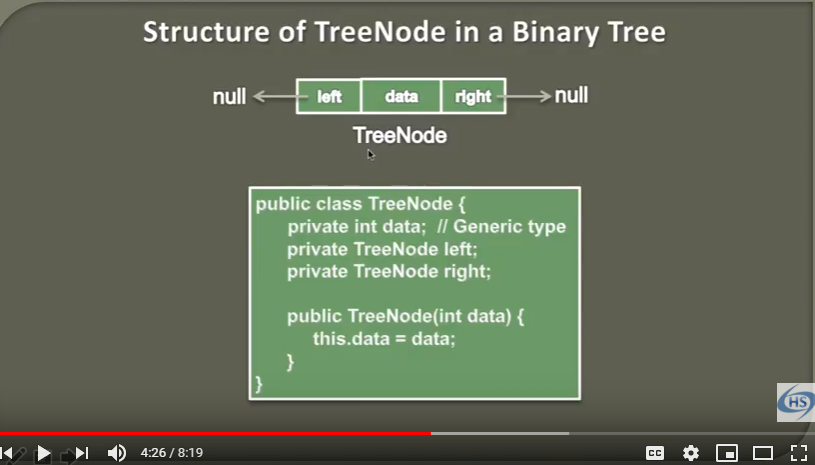 Structure of TreeNode in a Binary Tree
null left data right null
TreeNode
public class TreeNode {
private int data; // Generic type
private TreeNode left;
private TreeNode right;
public TreeNode(int data) {
this.data = data;
}
}
HS
4:26 / 8:19
CC